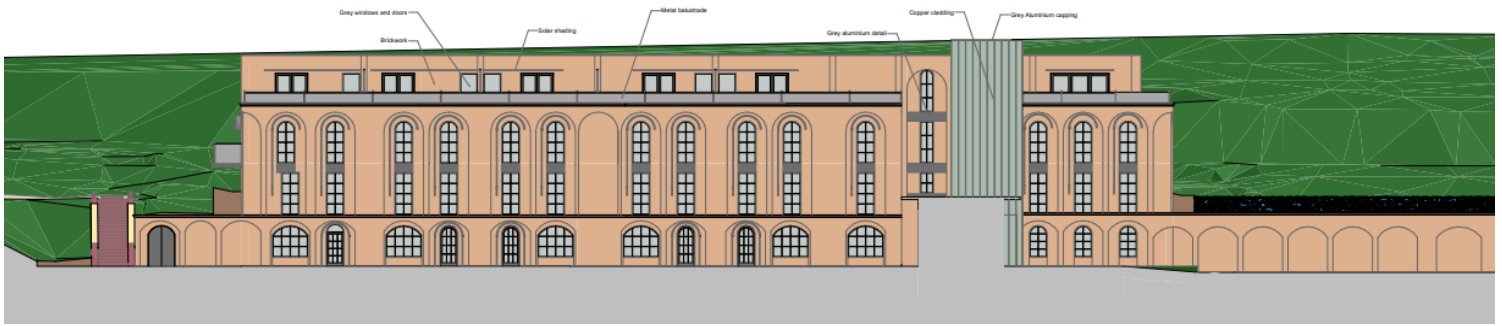 Grey windows and doors
Metal balustrade
Copper cladding
Grey Aluminium capping
Solar shading
Grey aluminium detail
Brickwork